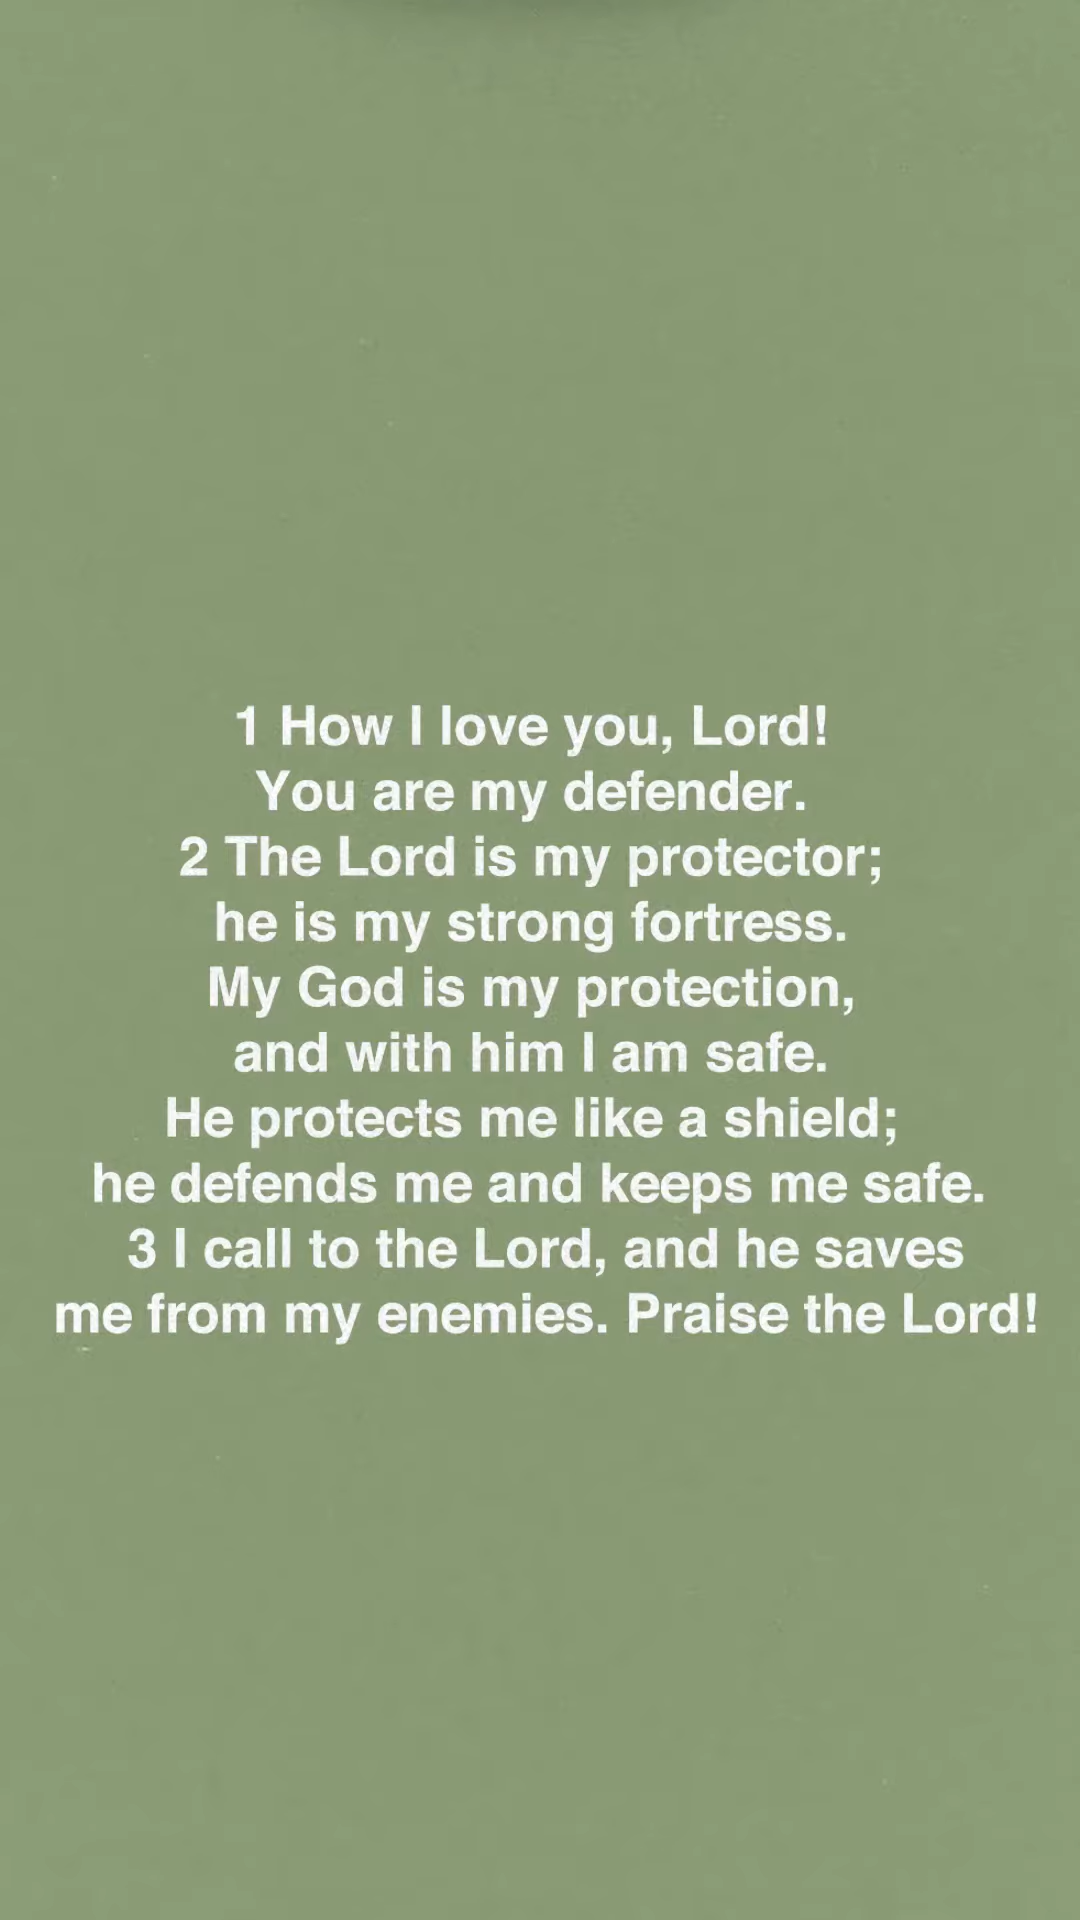 1 How I love you, Lord!
You are my defender.
2 The Lord is my protector;
he is my strong fortress.
My God is my protection,
and with him I am safe.
He protects me like a shield;
he defends me and keeps me safe.
3 I call to the Lord, and he saves
me from my enemies. Praise the Lord!